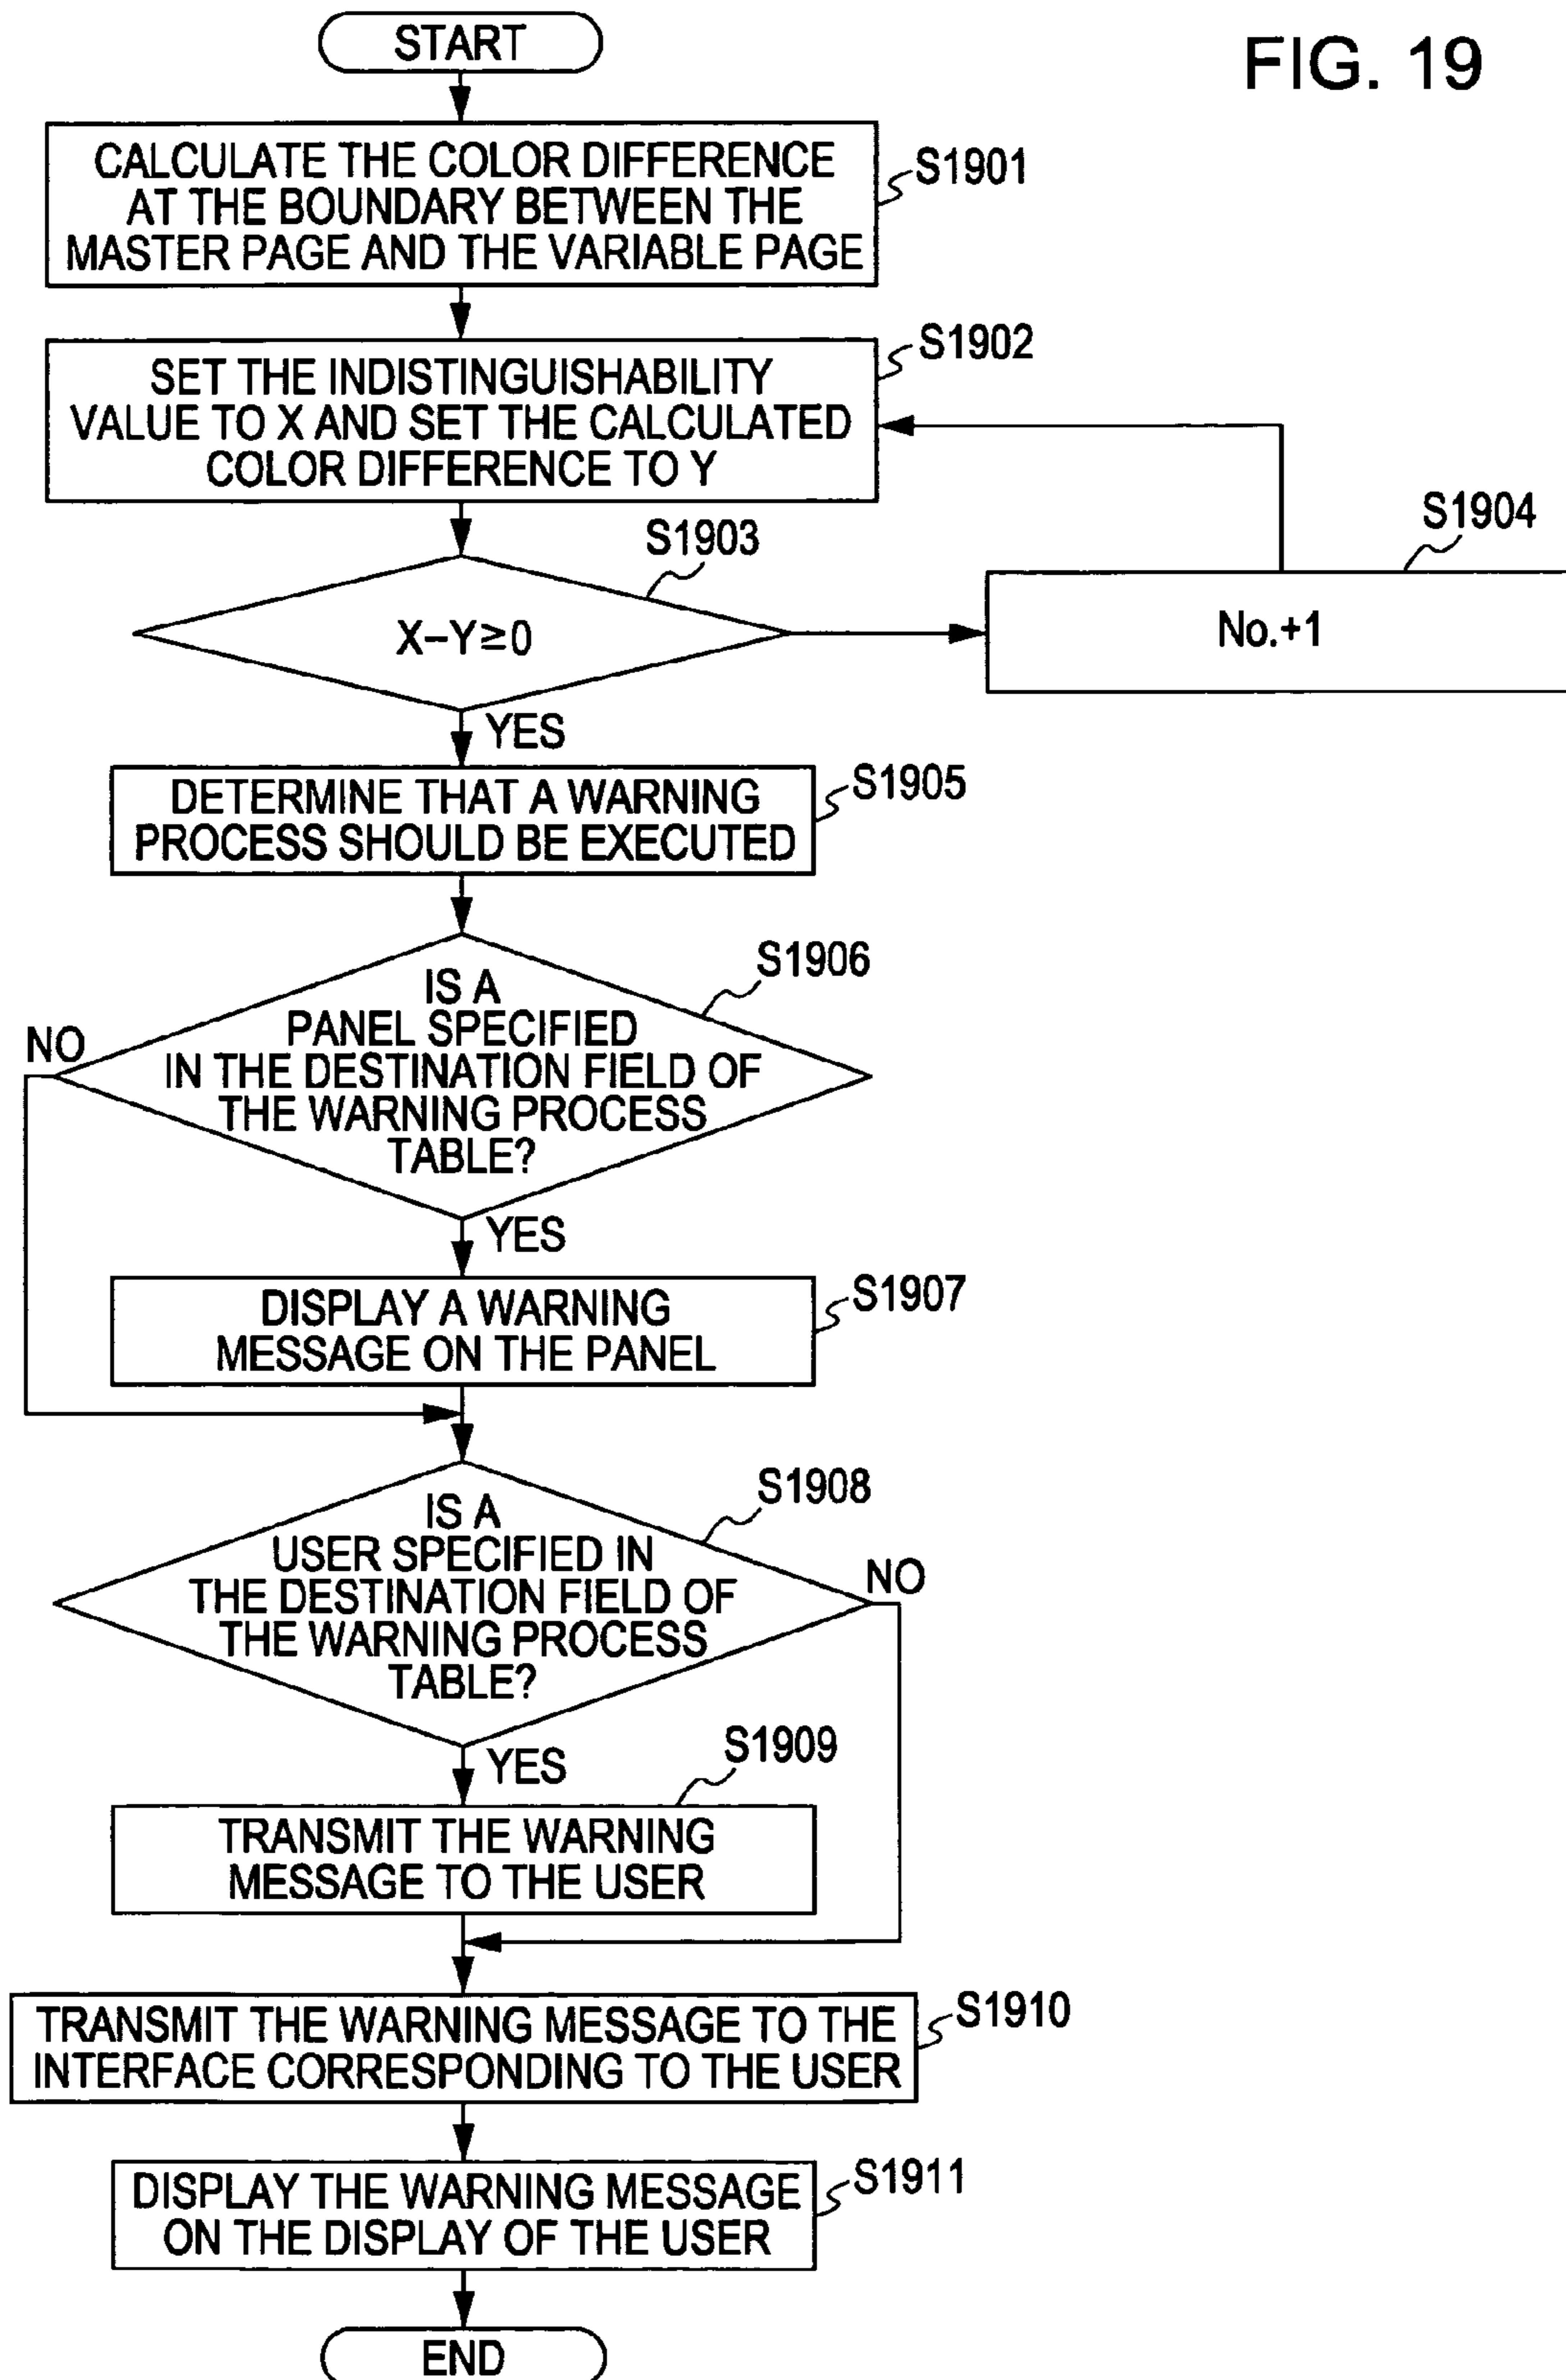 START
FIG. 19
CALCULATE THE COLOR DIFFERENCE
AT THE BOUNDARY BETWEEN THE
MASTER PAGE AND THE VARIABLE PAGE
S1901
SET THE INDISTINGUISHABILITY
VALUE TO X AND SET THE CALCULATED
COLOR DIFFERENCE TO Y
S1902
S1903
X−Y≧0
S1904
No.+1
YES
DETERMINE THAT A WARNING
PROCESS SHOULD BE EXECUTED
S1905
S1906
IS A
PANEL SPECIFIED
IN THE DESTINATION FIELD OF
THE WARNING PROCESS
TABLE?
NO
YES
DISPLAY A WARNING
MESSAGE ON THE PANEL
S1907
S1908
IS A
USER SPECIFIED IN
THE DESTINATION FIELD OF
THE WARNING PROCESS
TABLE?
NO
YES
S1909
TRANSMIT THE WARNING
MESSAGE TO THE USER
TRANSMIT THE WARNING MESSAGE TO THE
INTERFACE CORRESPONDING TO THE USER
S1910
DISPLAY THE WARNING MESSAGE
ON THE DISPLAY OF THE USER
S1911
END